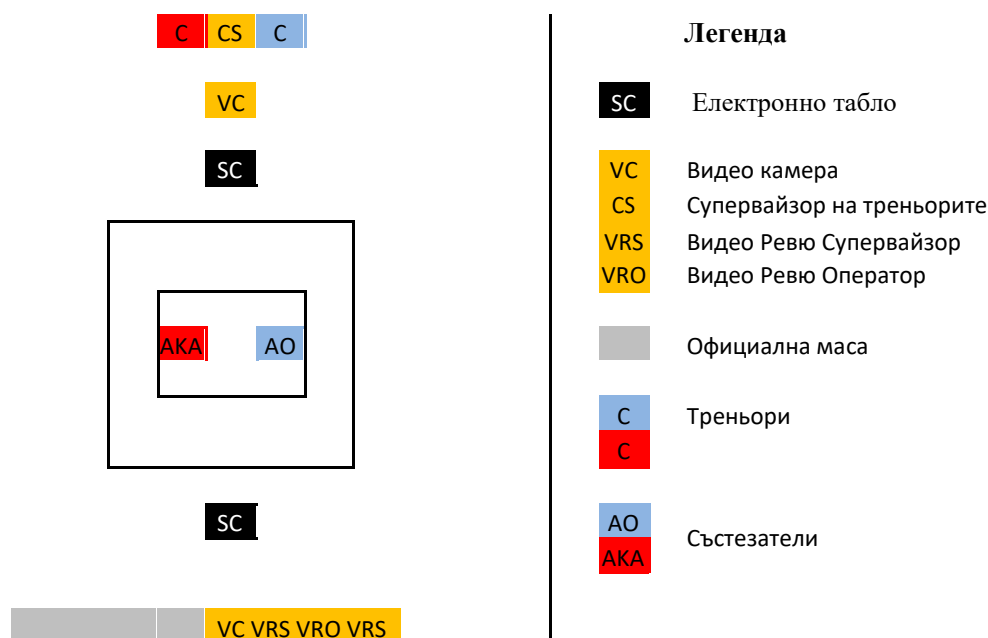 C CS C
VC
SC
AKA AO
SC
VC VRS VRO VRS
Легенда
SC Електронно табло
VC Видео камера
CS Супервайзор на треньорите
VRS Видео Ревю Супервайзор
VRO Видео Ревю Оператор
Официална маса
C Треньори
C
AO
Състезатели
AKA